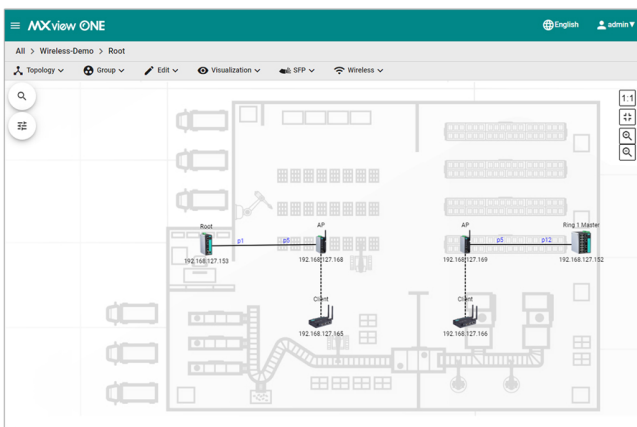 MXview ONE
English
admin
All > Wireless-Demo > Root
Topology Group Edit Visualization SFP Wireless
1:1
Root
p1 p5
192.168.127.153
AP
192.168.127.168
AP
192.168.127.169
p5 p12
Ring 1 Master
192.168.127.152
Client
192.168.127.165
Client
192.168.127.166